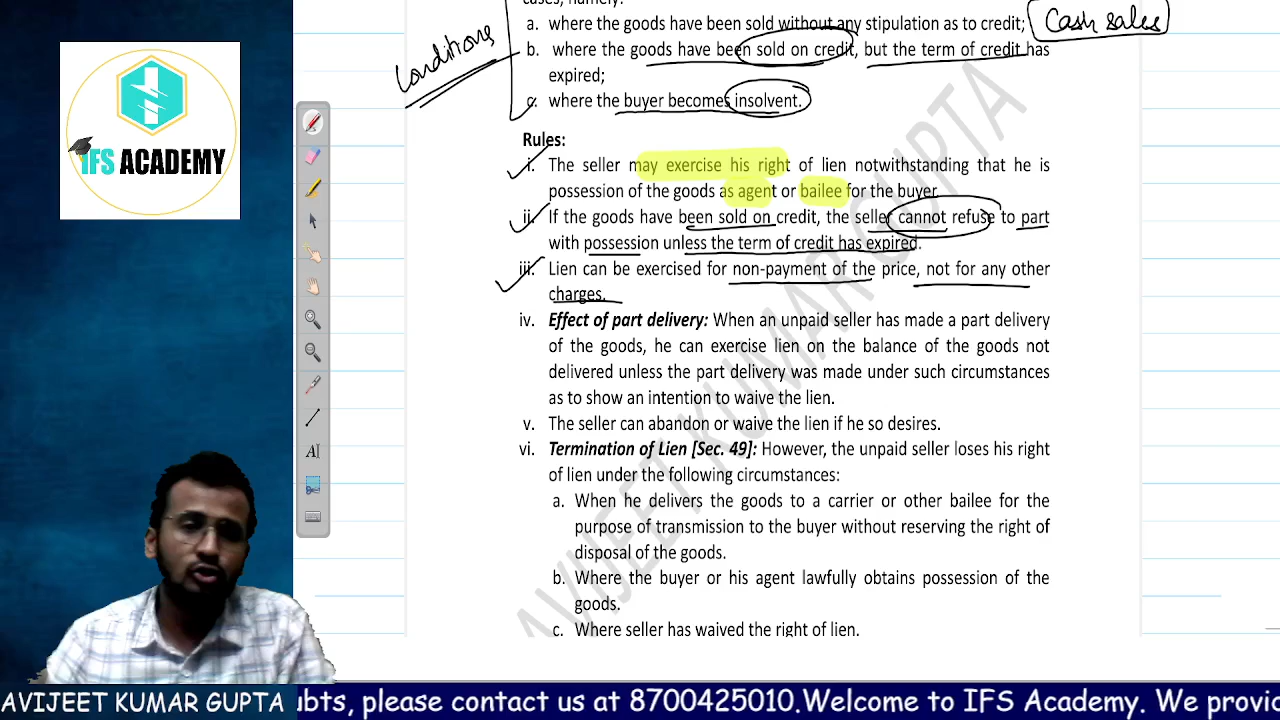 cases, namely:
a. where the goods have been sold without any stipulation as to credit;
Cash sales
b. where the goods have been sold on credit, but the term of credit has
expired;
c. where the buyer becomes insolvent.
Conditions
Rules:
i. The seller may exercise his right of lien notwithstanding that he is
possession of the goods as agent or bailee for the buyer.
ii. If the goods have been sold on credit, the seller cannot refuse to part
with possession unless the term of credit has expired.
iii. Lien can be exercised for non-payment of the price, not for any other
charges.
iv. Effect of part delivery: When an unpaid seller has made a part delivery
of the goods, he can exercise lien on the balance of the goods not
delivered unless the part delivery was made under such circumstances
as to show an intention to waive the lien.
v. The seller can abandon or waive the lien if he so desires.
vi. Termination of Lien [Sec. 49]: However, the unpaid seller loses his right
of lien under the following circumstances:
a. When he delivers the goods to a carrier or other bailee for the
purpose of transmission to the buyer without reserving the right of
disposal of the goods.
b. Where the buyer or his agent lawfully obtains possession of the
goods.
c. Where seller has waived the right of lien.
AVIJEET KUMAR GUPTA
IFS ACADEMY
AVIJEET KUMAR GUPTA
ubts, please contact us at 8700425010.Welcome to IFS Academy. We provid